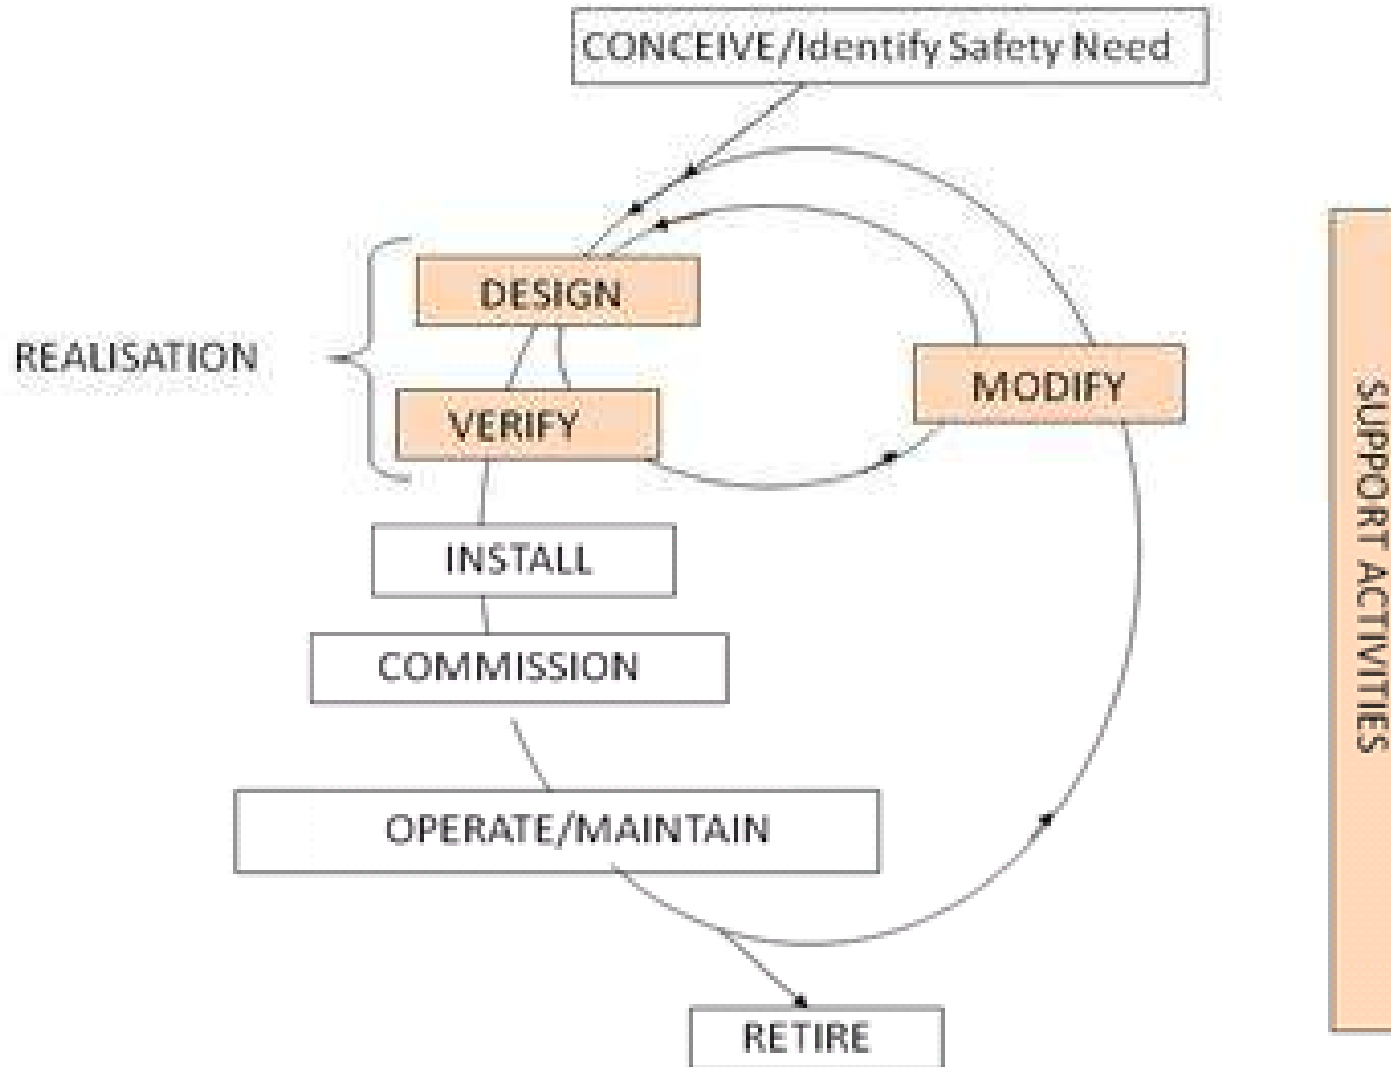 CONCEIVE/Identify Safety Need
DESIGN
REALISATION
MODIFY
VERIFY
SUPPORT ACTIVITIES
INSTALL
COMMISSION
OPERATE/MAINTAIN
RETIRE